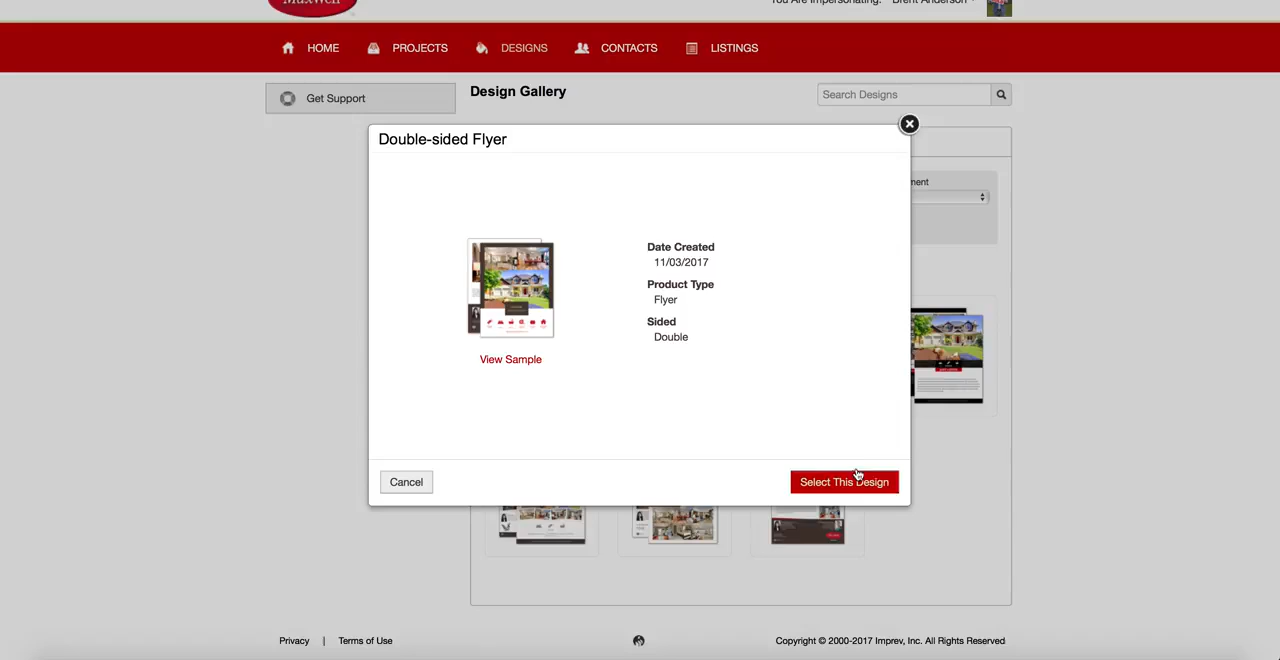 MaxWell
You Are Impersonating: Brent Anderson
HOME
PROJECTS
DESIGNS
CONTACTS
LISTINGS
Get Support
Design Gallery
Search Designs
Double-sided Flyer
ment
Date Created
11/03/2017
Product Type
Flyer
Sided
Double
View Sample
Cancel
Select This Design
Privacy | Terms of Use
Copyright © 2000-2017 Imprev, Inc. All Rights Reserved